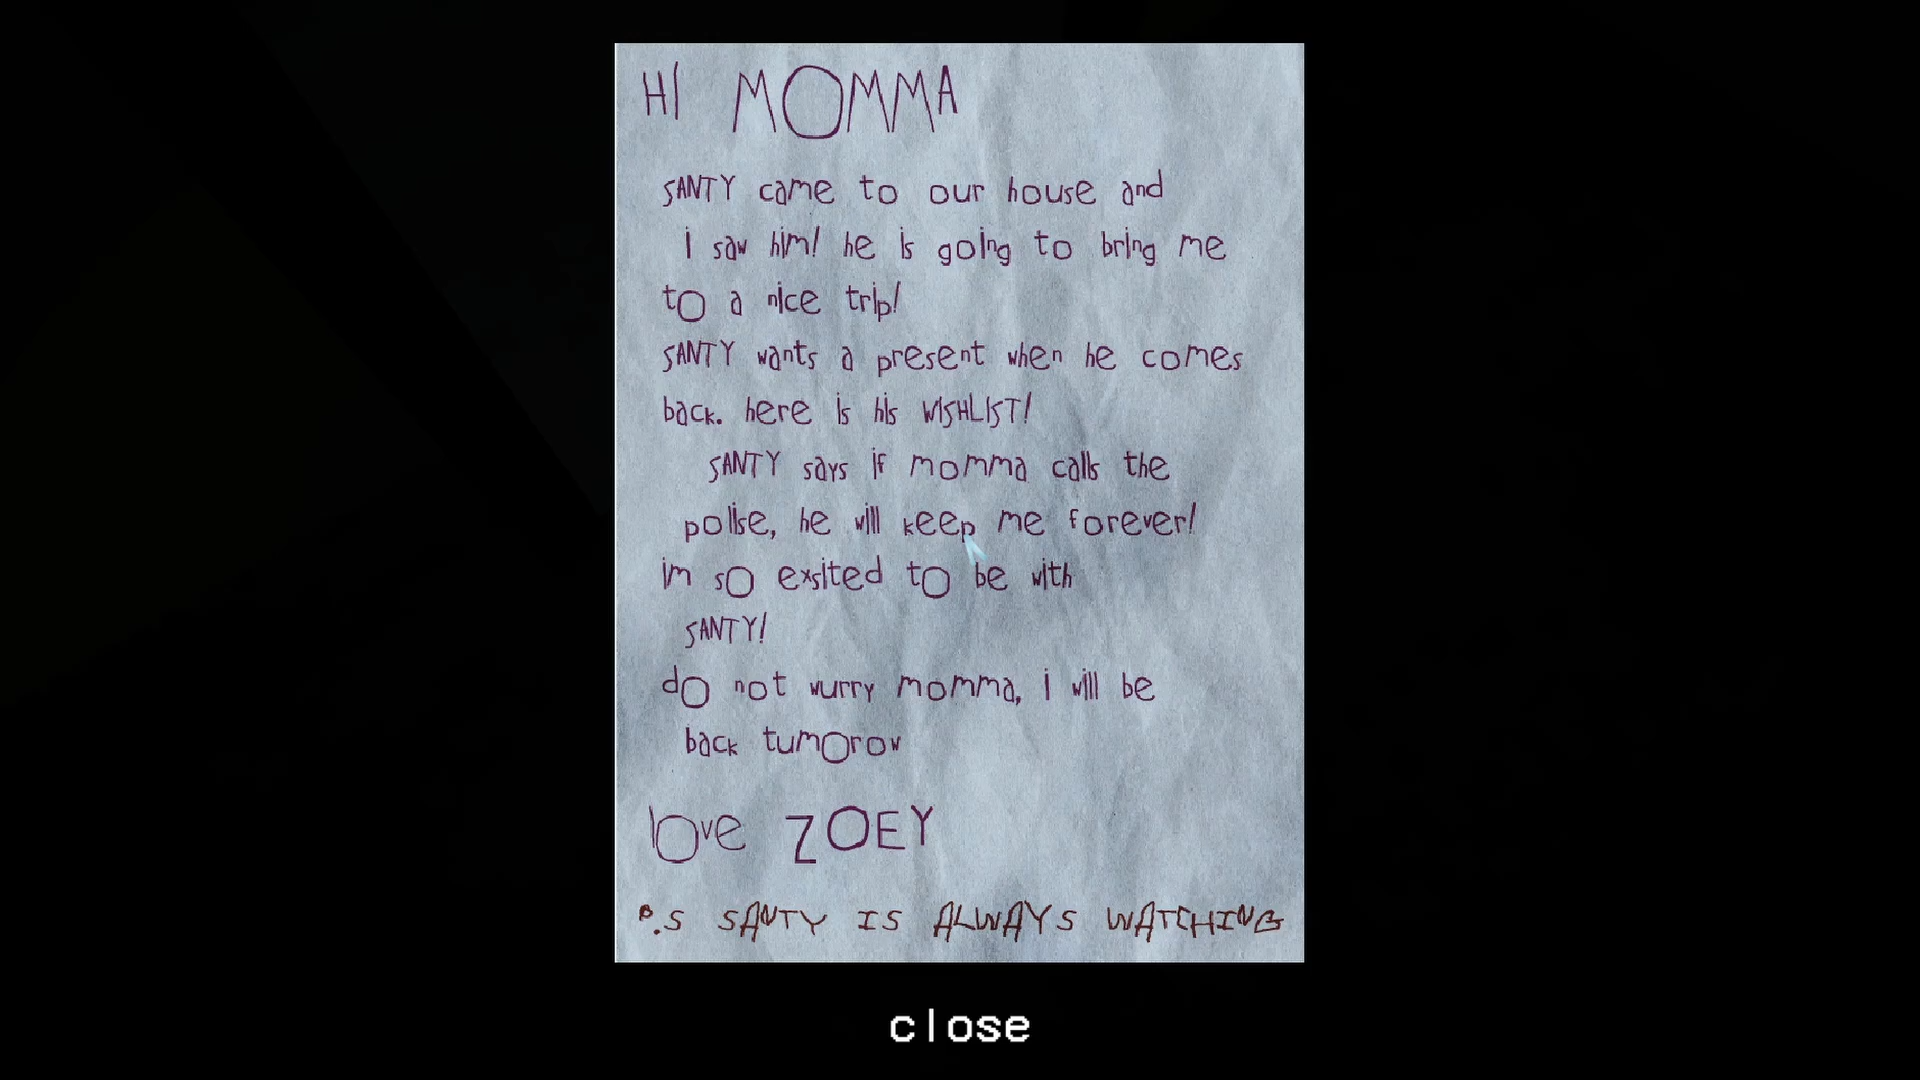 HI MOMMA
SANTY came to our house and
i saw him! he is going to bring me
to a nice trip!
SANTY wants a present when he comes
back. here is his WISHLIST!
SANTY says if momma calls the
polise, he will keep me forever!
im so exsited to be with
SANTY!
do not wurry momma, i will be
back tumorow
love ZOEY
P.S SANTY IS ALWAYS WATCHING
close